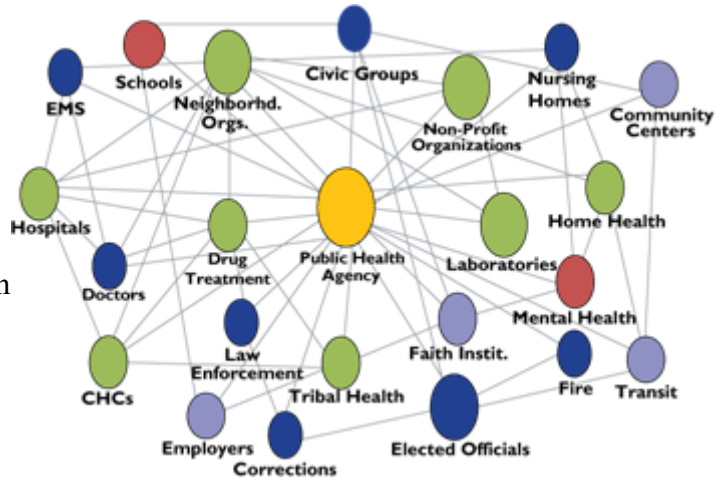 Schools
Civic Groups
Nursing
Homes
EMS
Neighborhd.
Orgs.
Non-Profit
Organizations
Community
Centers
Hospitals
Home Health
Drug
Treatment
Public Health
Agency
Laboratories
Doctors
n
Mental Health
Law
Enforcement
Faith Instit.
Fire
Transit
CHCs
Tribal Health
Employers
Elected Officials
Corrections